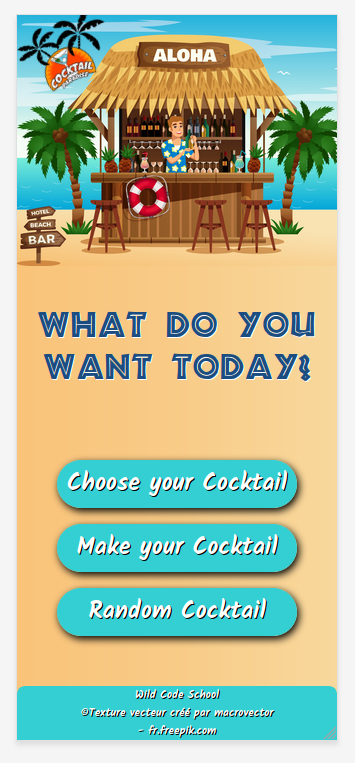 ALOHA
COCKTAIL
PARADISE
HOTEL
BEACH
BAR
WHAT DO YOU
WANT TODAY?
Choose your Cocktail
Make your Cocktail
Random Cocktail
Wild Code School
©Texture vecteur créé par macrovector
- fr.freepik.com